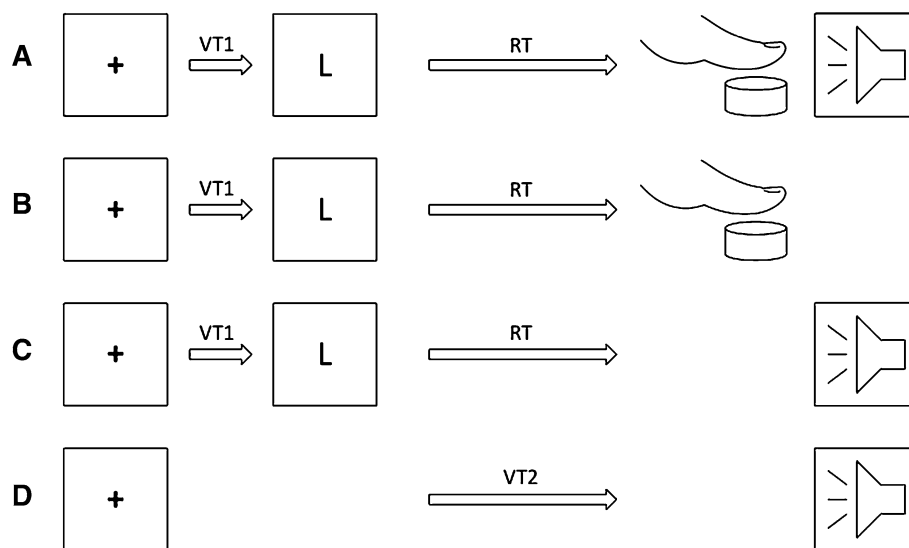 A + VT1 L RT
B + VT1 L RT
C + VT1 L RT
D + VT2